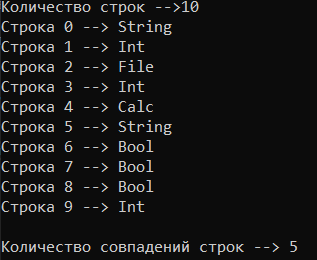 Количество строк -->10
Строка 0 --> String
Строка 1 --> Int
Строка 2 --> File
Строка 3 --> Int
Строка 4 --> Calc
Строка 5 --> String
Строка 6 --> Bool
Строка 7 --> Bool
Строка 8 --> Bool
Строка 9 --> Int
Количество совпадений строк --> 5